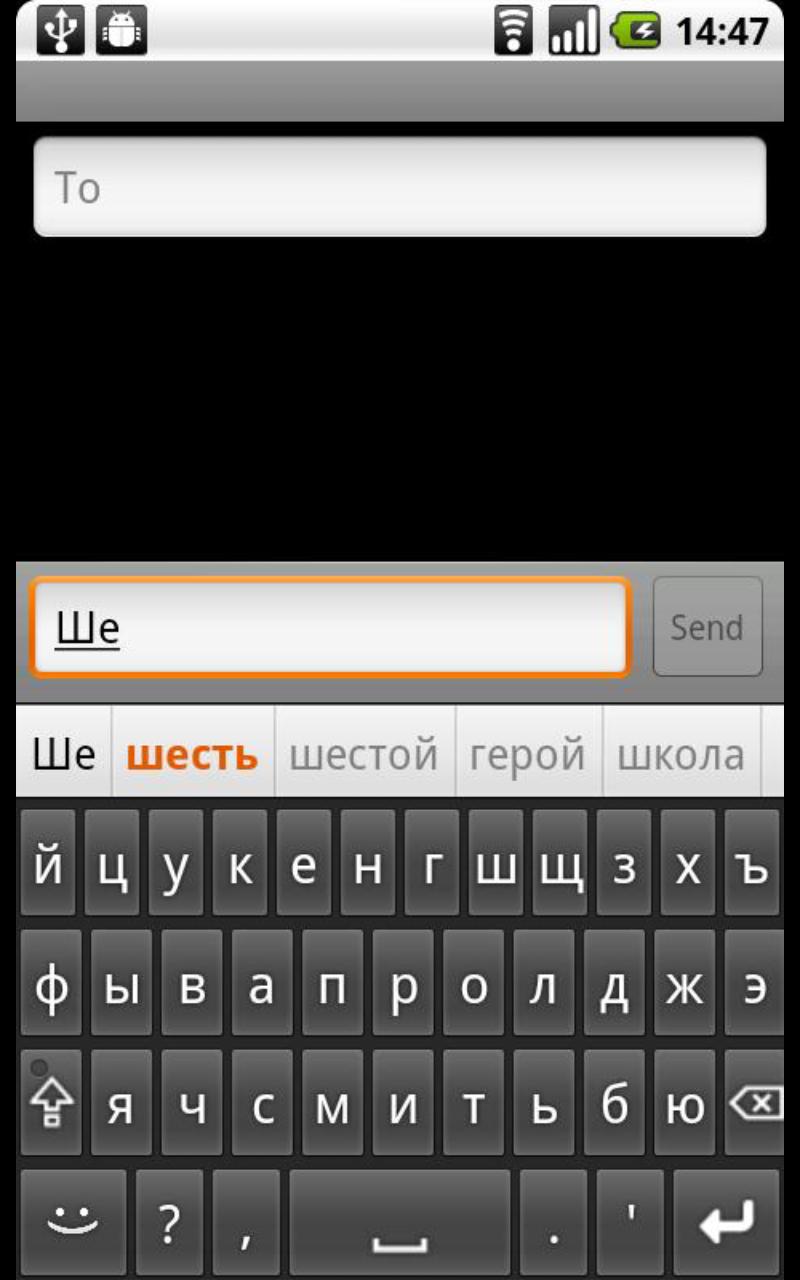 14:47
To
Ше
Send
Ше шесть шестой герой школа
й ц у к е н г ш щ з х ъ
ф ы в а п р о л д ж э
я ч с м и т ь б ю
? , . '